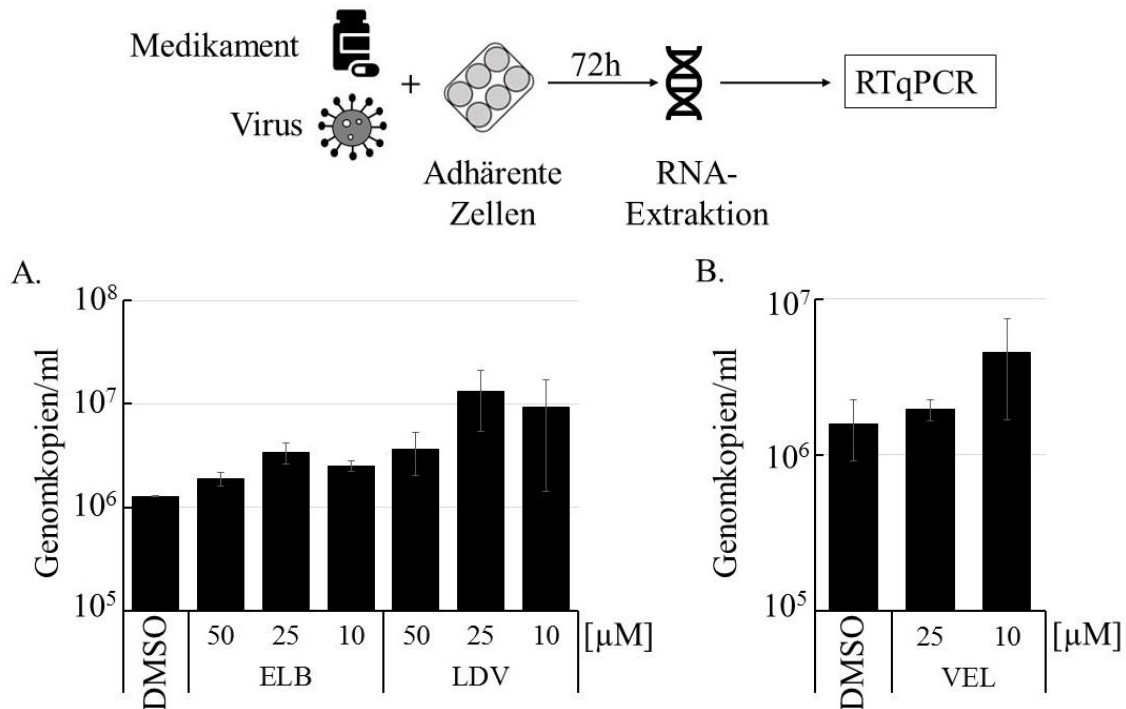 Medikament
Virus
+
72h
RTqPCR
Adhärente
Zellen
RNA-
Extraktion
A.
Genomkopien/ml
10⁸
10⁷
10⁶
10⁵
DMSO
50 25 10 50 25 10 [µM]
ELB LDV
B.
Genomkopien/ml
10⁷
10⁶
10⁵
DMSO
25 10 [µM]
VEL